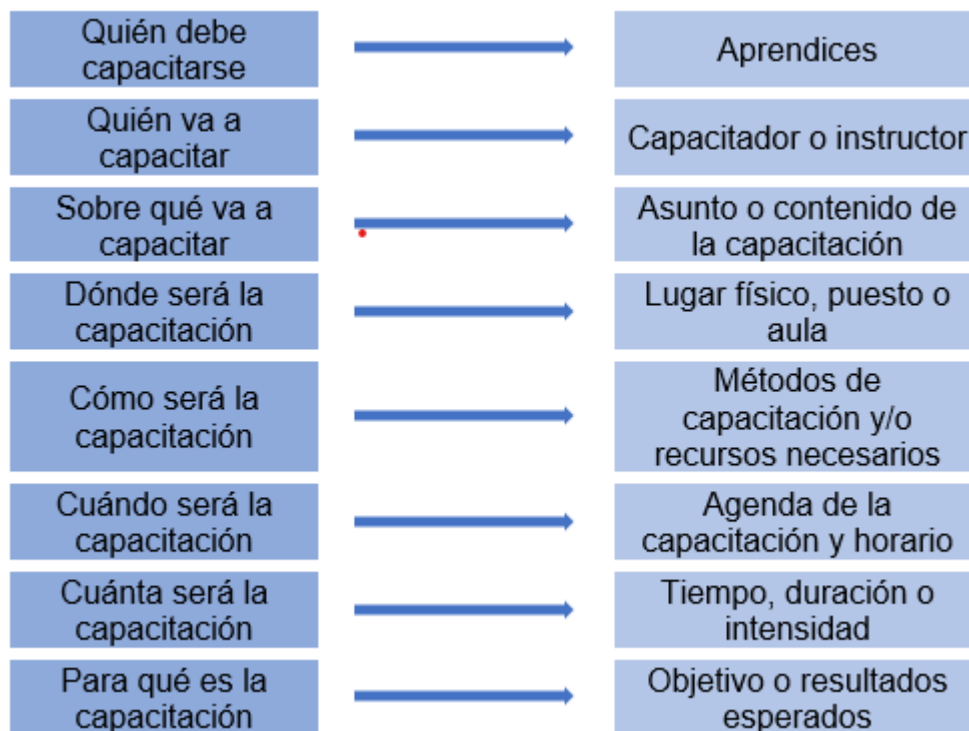 Quién debe
capacitarse
Aprendices
Quién va a
capacitar
Capacitador o instructor
Sobre qué va a
capacitar
Asunto o contenido de
la capacitación
Dónde será la
capacitación
Lugar físico, puesto o
aula
Cómo será la
capacitación
Métodos de
capacitación y/o
recursos necesarios
Cuándo será la
capacitación
Agenda de la
capacitación y horario
Cuánta será la
capacitación
Tiempo, duración o
intensidad
Para qué es la
capacitación
Objetivo o resultados
esperados